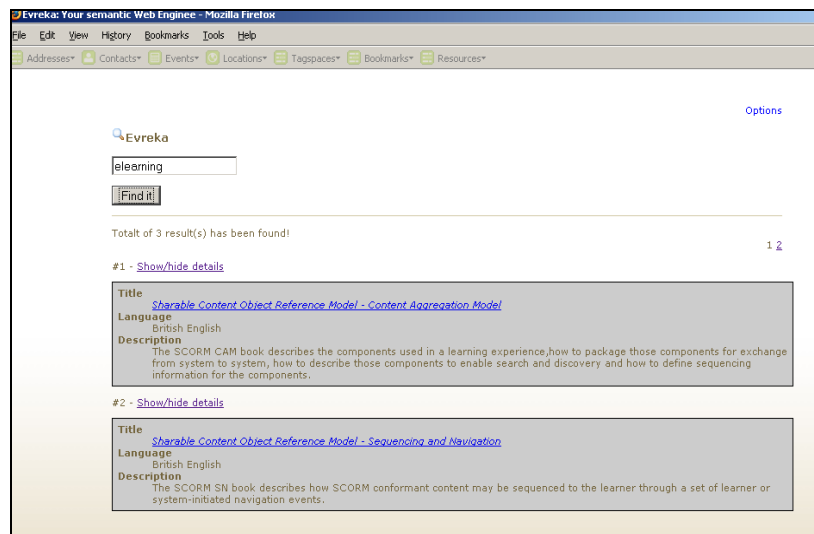 Evreka: Your semantic Web Enginee - Mozilla Firefox
File Edit View History Bookmarks Tools Help
Addresses Contacts Events Locations Tagspaces Bookmarks Resources
Options
Evreka
elearning
Find it
Totalt of 3 result(s) has been found!
1 2
#1 - Show/hide details
Title
Sharable Content Object Reference Model - Content Aggregation Model
Language
British English
Description
The SCORM CAM book describes the components used in a learning experience,how to package those components for exchange
from system to system, how to describe those components to enable search and discovery and how to define sequencing
information for the components.
#2 - Show/hide details
Title
Sharable Content Object Reference Model - Sequencing and Navigation
Language
British English
Description
The SCORM SN book describes how SCORM conformant content may be sequenced to the learner through a set of learner or
system-initiated navigation events.